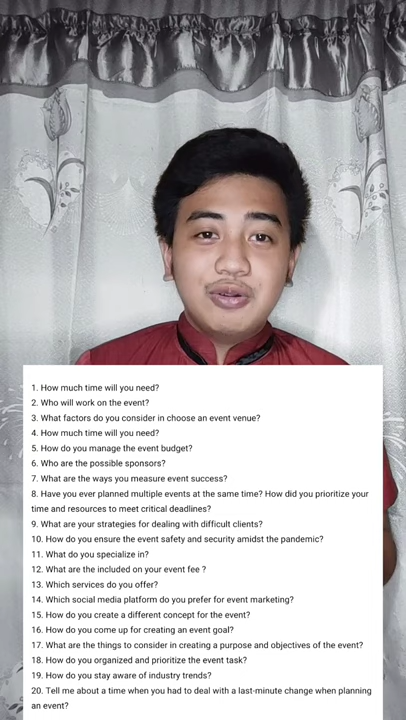 1. How much time will you need?
2. Who will work on the event?
3. What factors do you consider in choose an event venue?
4. How much time will you need?
5. How do you manage the event budget?
6. Who are the possible sponsors?
7. What are the ways you measure event success?
8. Have you ever planned multiple events at the same time? How did you prioritize your
time and resources to meet critical deadlines?
9. What are your strategies for dealing with difficult clients?
10. How do you ensure the event safety and security amidst the pandemic?
11. What do you specialize in?
12. What are the included on your event fee ?
13. Which services do you offer?
14. Which social media platform do you prefer for event marketing?
15. How do you create a different concept for the event?
16. How do you come up for creating an event goal?
17. What are the things to consider in creating a purpose and objectives of the event?
18. How do you organized and prioritize the event task?
19. How do you stay aware of industry trends?
20. Tell me about a time when you had to deal with a last-minute change when planning
an event?